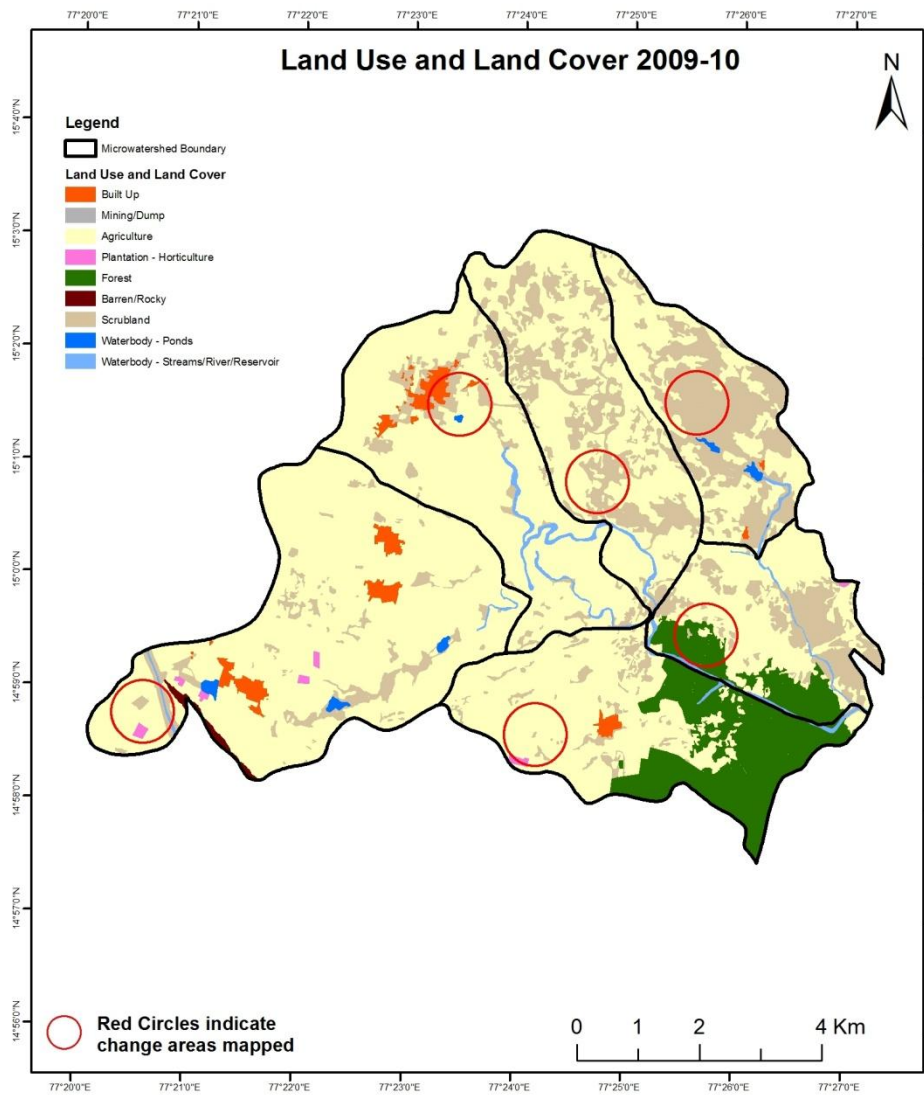 77°20'0"E 77°21'0"E 77°22'0"E 77°23'0"E 77°24'0"E 77°25'0"E 77°26'0"E 77°27'0"E
Land Use and Land Cover 2009-10
N
Legend
Microwatershed Boundary
Land Use and Land Cover
Built Up
Mining/Dump
Agriculture
Plantation - Horticulture
Forest
Barren/Rocky
Scrubland
Waterbody - Ponds
Waterbody - Streams/River/Reservoir
15°4'0"N
15°3'0"N
15°2'0"N
15°1'0"N
15°0'0"N
14°59'0"N
14°58'0"N
14°57'0"N
14°56'0"N
Red Circles indicate
change areas mapped
0 1 2 4 Km
77°20'0"E 77°21'0"E 77°22'0"E 77°23'0"E 77°24'0"E 77°25'0"E 77°26'0"E 77°27'0"E